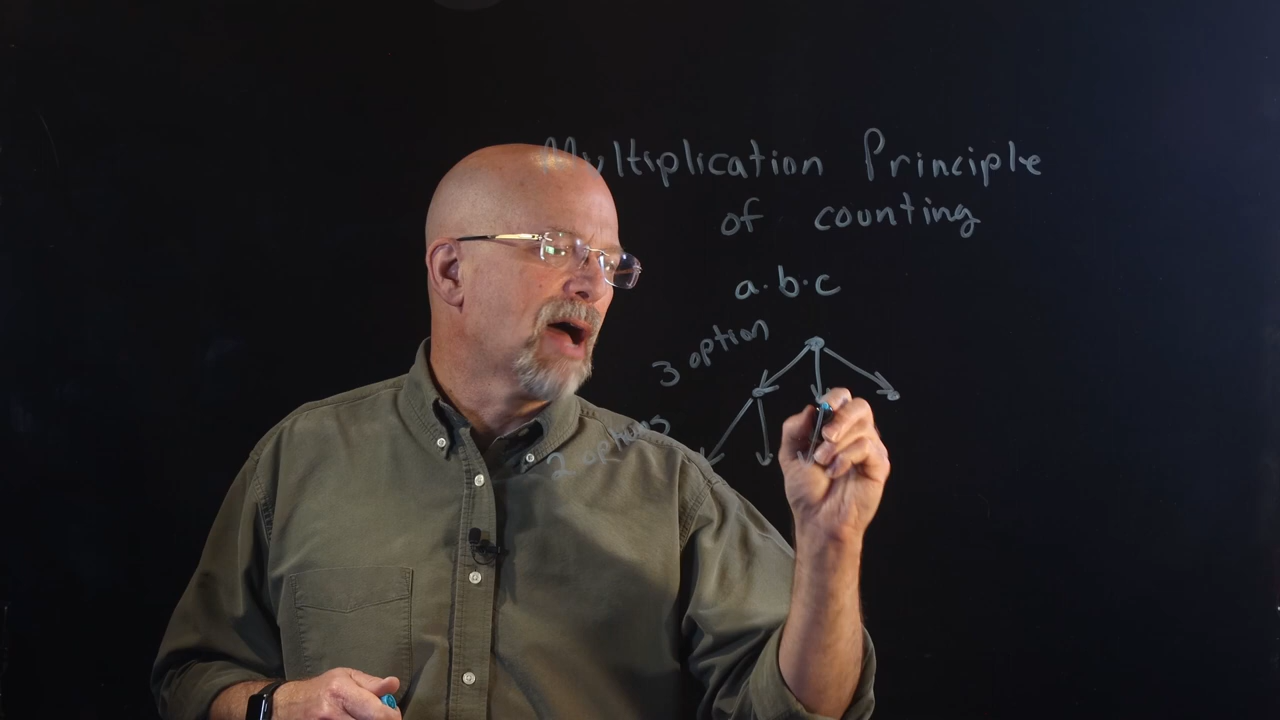 Multiplication Principle
of counting
a·b·c
3 option
2 options